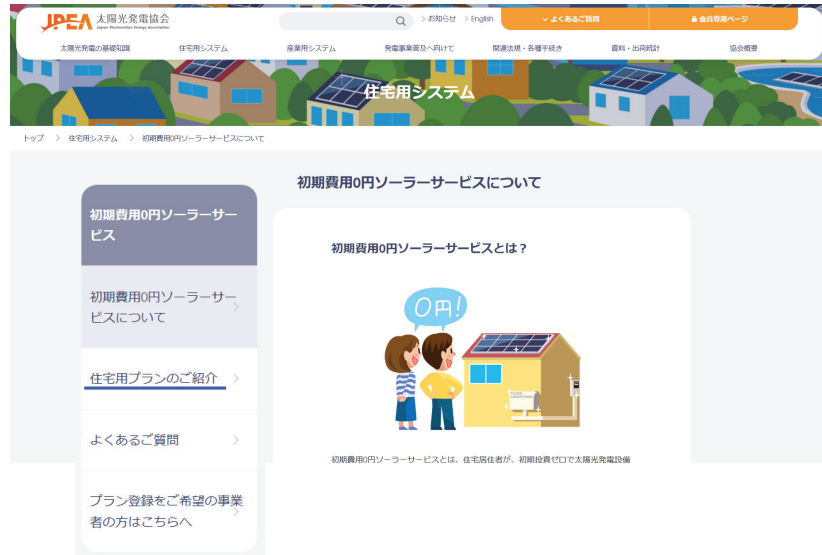 JPEA 太陽光発電協会
Japan Photovoltaic Energy Association
> お知らせ > English
よくあるご質問
会員専用ページ
太陽光発電の基礎知識 住宅用システム 産業用システム 発電事業普及へ向けて 関連法規・各種手続き 資料・出荷統計 協会概要
住宅用システム
トップ > 住宅用システム > 初期費用0円ソーラーサービスについて
初期費用0円ソーラーサービスについて
初期費用0円ソーラーサー
ビス
初期費用0円ソーラーサー
ビスについて
住宅用プランのご紹介
よくあるご質問
プラン登録をご希望の事業
者の方はこちらへ
初期費用0円ソーラーサービスとは？
0円!
初期費用0円ソーラーサービスとは、住宅居住者が、初期投資ゼロで太陽光発電設備